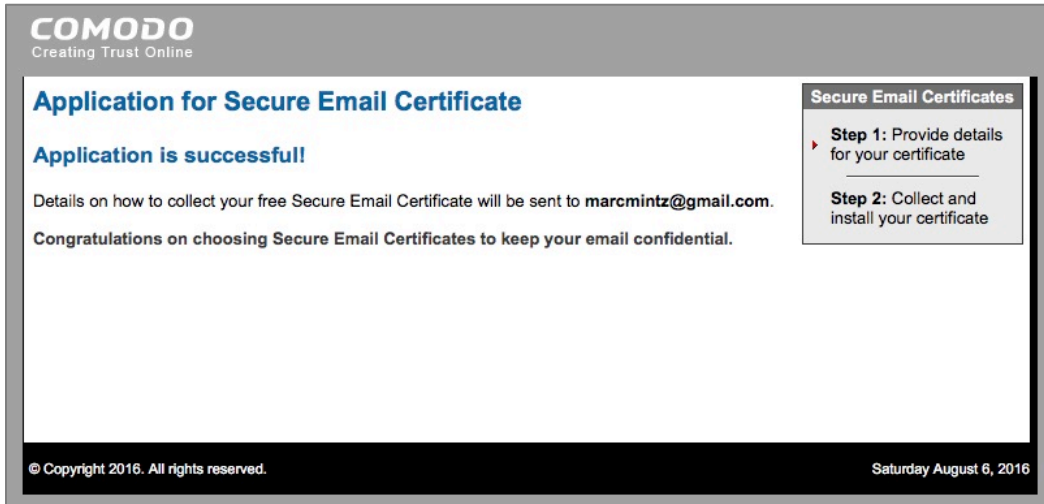 COMODO
Creating Trust Online
Application for Secure Email Certificate
Application is successful!
Details on how to collect your free Secure Email Certificate will be sent to marcmintz@gmail.com.
Congratulations on choosing Secure Email Certificates to keep your email confidential.
Secure Email Certificates
Step 1: Provide details
for your certificate
Step 2: Collect and
install your certificate
© Copyright 2016. All rights reserved.
Saturday August 6, 2016